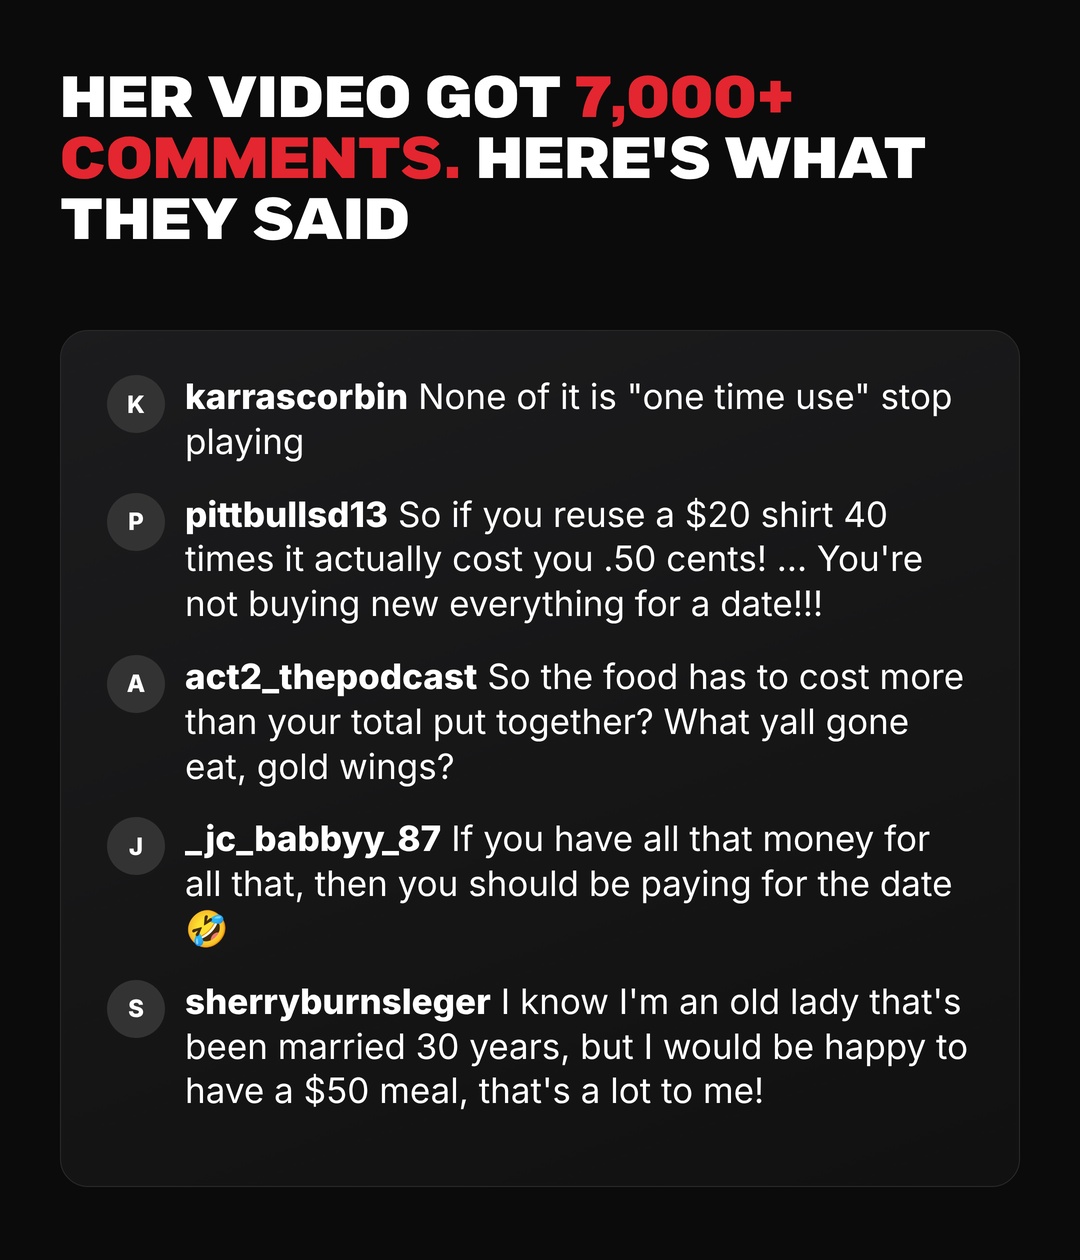 HER VIDEO GOT 7,000+
COMMENTS. HERE'S WHAT
THEY SAID
K
karrascorbin None of it is "one time use" stop
playing
P
pittbullsd13 So if you reuse a $20 shirt 40
times it actually cost you .50 cents! ... You're
not buying new everything for a date!!!
A
act2_thepodcast So the food has to cost more
than your total put together? What yall gone
eat, gold wings?
J
_jc_babbyy_87 If you have all that money for
all that, then you should be paying for the date
🤣
S
sherryburnsleger I know I'm an old lady that's
been married 30 years, but I would be happy to
have a $50 meal, that's a lot to me!